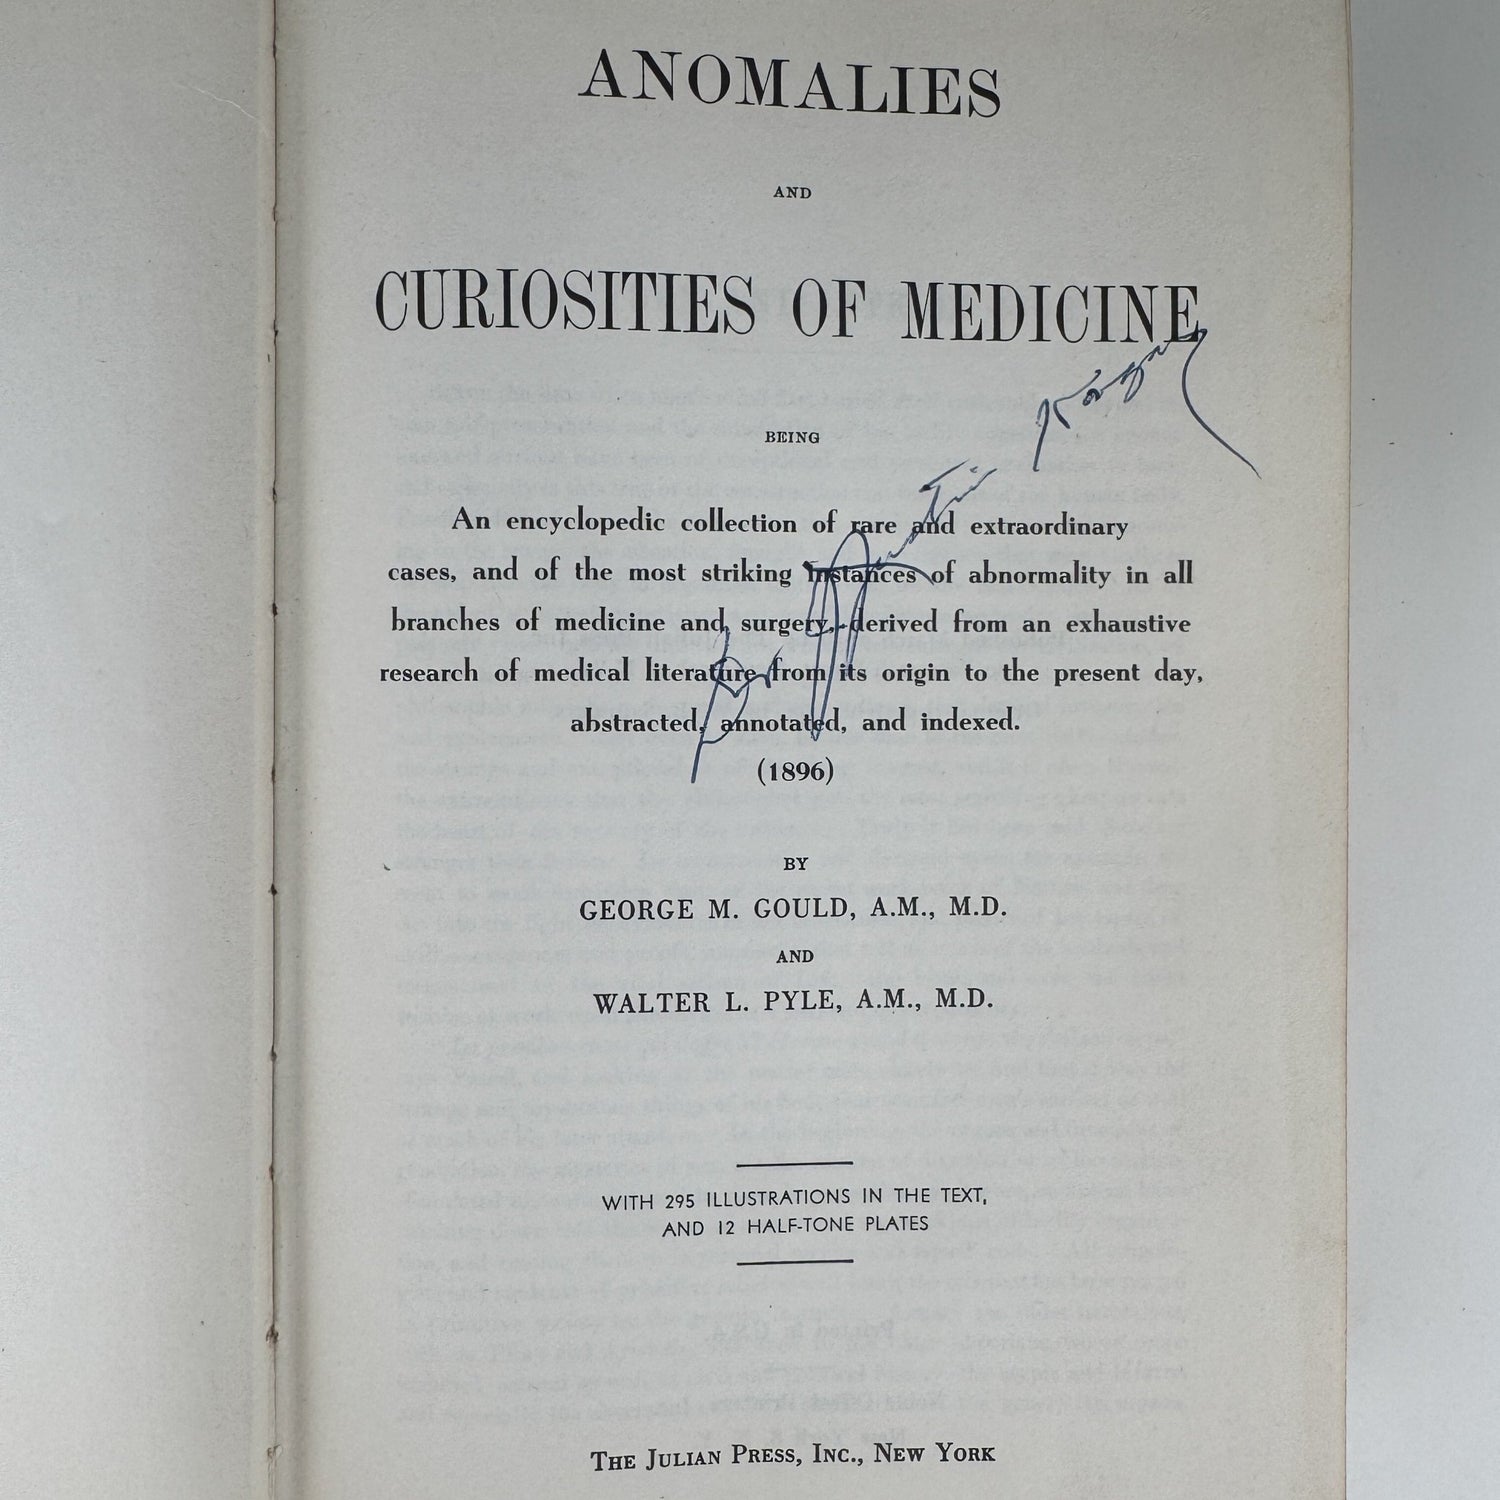 ANOMALIES
AND
CURIOSITIES OF MEDICINE
BEING
An encyclopedic collection of rare and extraordinary
cases, and of the most striking instances of abnormality in all
branches of medicine and surgery, derived from an exhaustive
research of medical literature from its origin to the present day,
abstracted, annotated, and indexed.
(1896)
BY
GEORGE M. GOULD, A.M., M.D.
AND
WALTER L. PYLE, A.M., M.D.
WITH 295 ILLUSTRATIONS IN THE TEXT,
AND 12 HALF-TONE PLATES
THE JULIAN PRESS, INC., NEW YORK